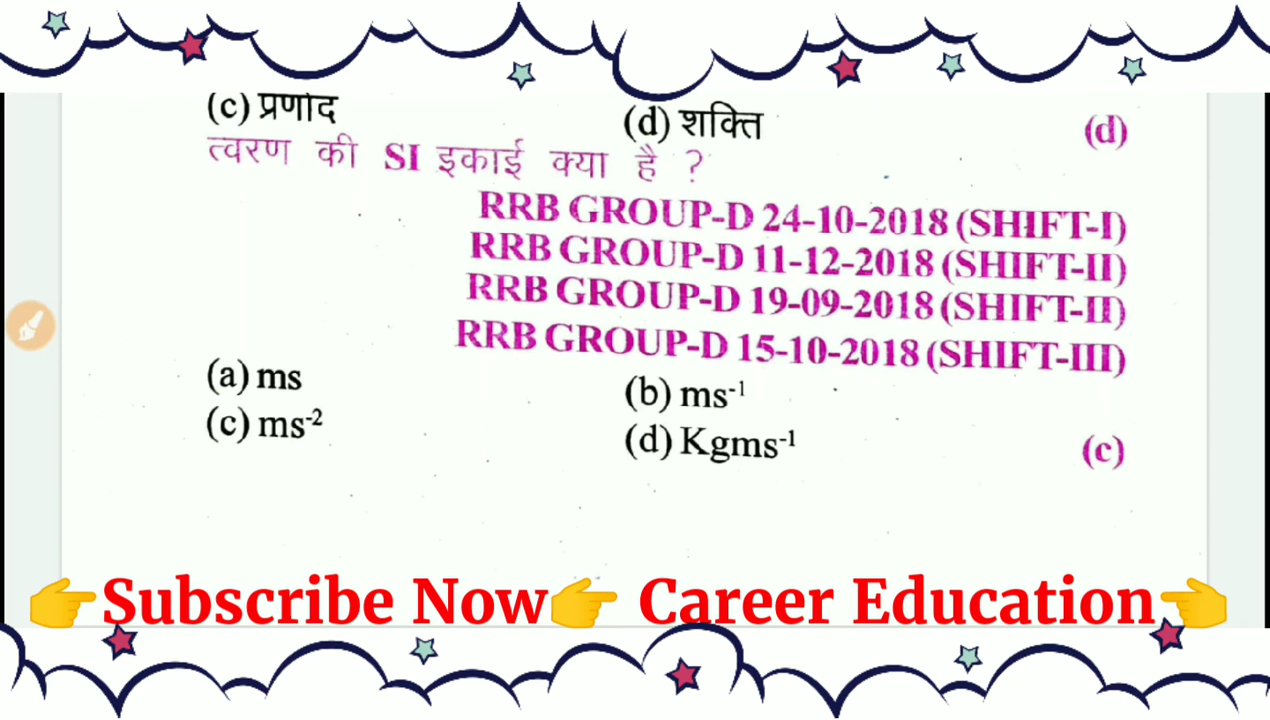 (c) प्रणोद (d) शक्ति (d)
त्वरण की SI इकाई क्या है ?
RRB GROUP-D 24-10-2018 (SHIFT-I)
RRB GROUP-D 11-12-2018 (SHIFT-II)
RRB GROUP-D 19-09-2018 (SHIFT-II)
RRB GROUP-D 15-10-2018 (SHIFT-III)
(a) ms (b) ms⁻¹
(c) ms⁻² (d) Kgms⁻¹ (c)
👉Subscribe Now👉 Career Education👈